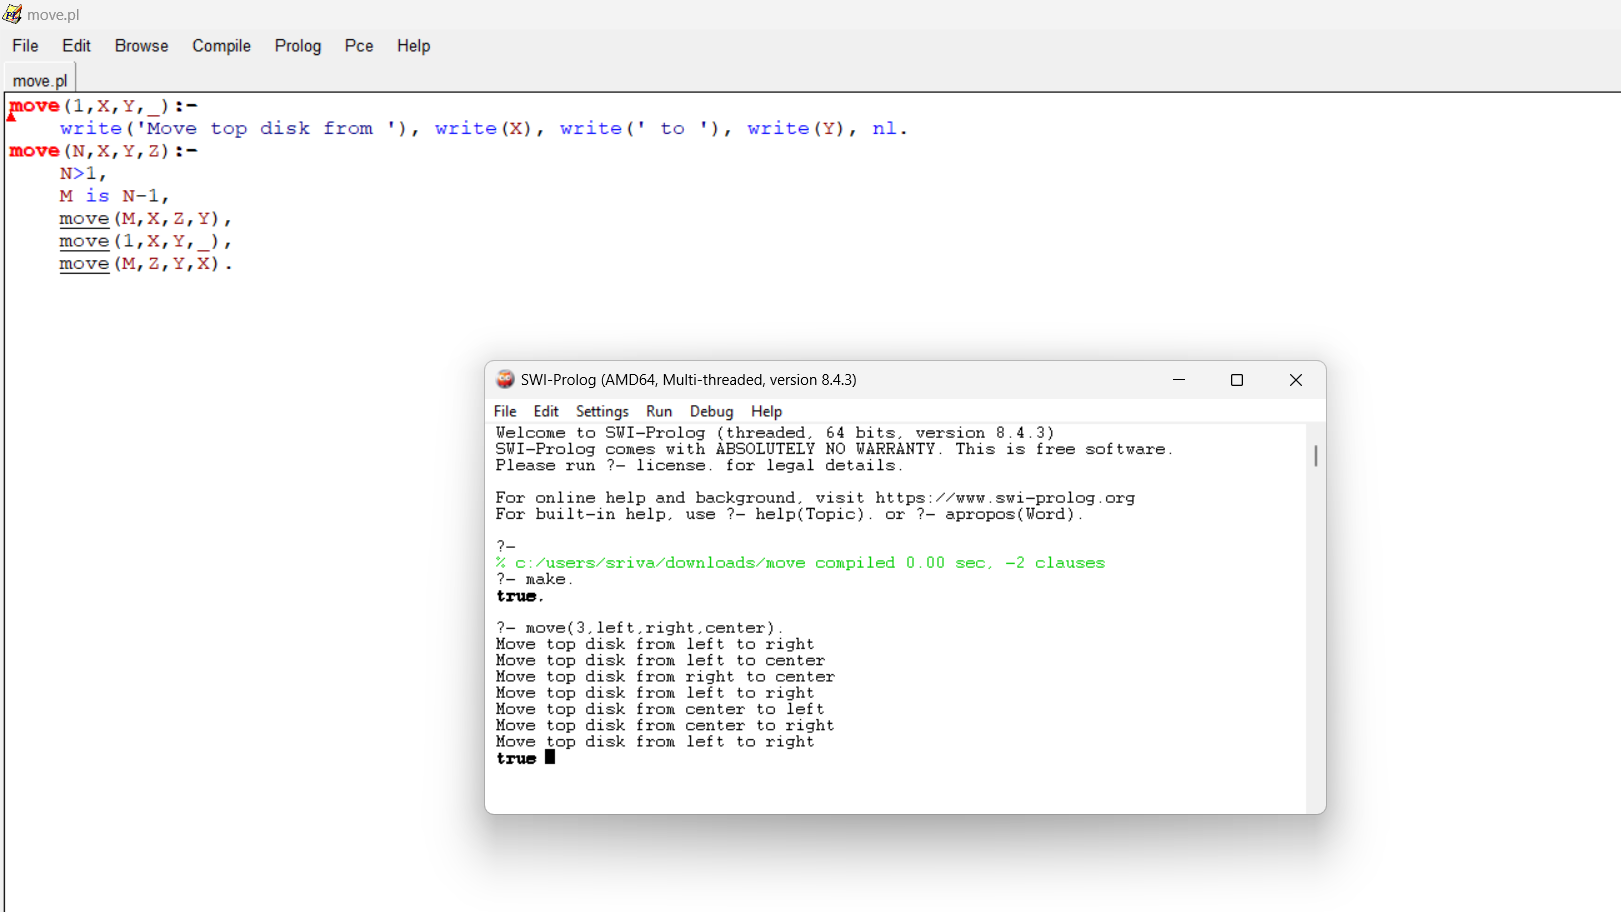 move.pl
File Edit Browse Compile Prolog Pce Help
move.pl
move(1,X,Y,_):-
    write('Move top disk from '), write(X), write(' to '), write(Y), nl.
move(N,X,Y,Z):-
    N>1,
    M is N-1,
    move(M,X,Z,Y),
    move(1,X,Y,_),
    move(M,Z,Y,X).
SWI-Prolog (AMD64, Multi-threaded, version 8.4.3)
File Edit Settings Run Debug Help
Welcome to SWI-Prolog (threaded, 64 bits, version 8.4.3)
SWI-Prolog comes with ABSOLUTELY NO WARRANTY. This is free software.
Please run ?- license. for legal details.
For online help and background, visit https://www.swi-prolog.org
For built-in help, use ?- help(Topic). or ?- apropos(Word).
?-
% c:/users/sriva/downloads/move compiled 0.00 sec, -2 clauses
?- make.
true.
?- move(3,left,right,center).
Move top disk from left to right
Move top disk from left to center
Move top disk from right to center
Move top disk from left to right
Move top disk from center to left
Move top disk from center to right
Move top disk from left to right
true